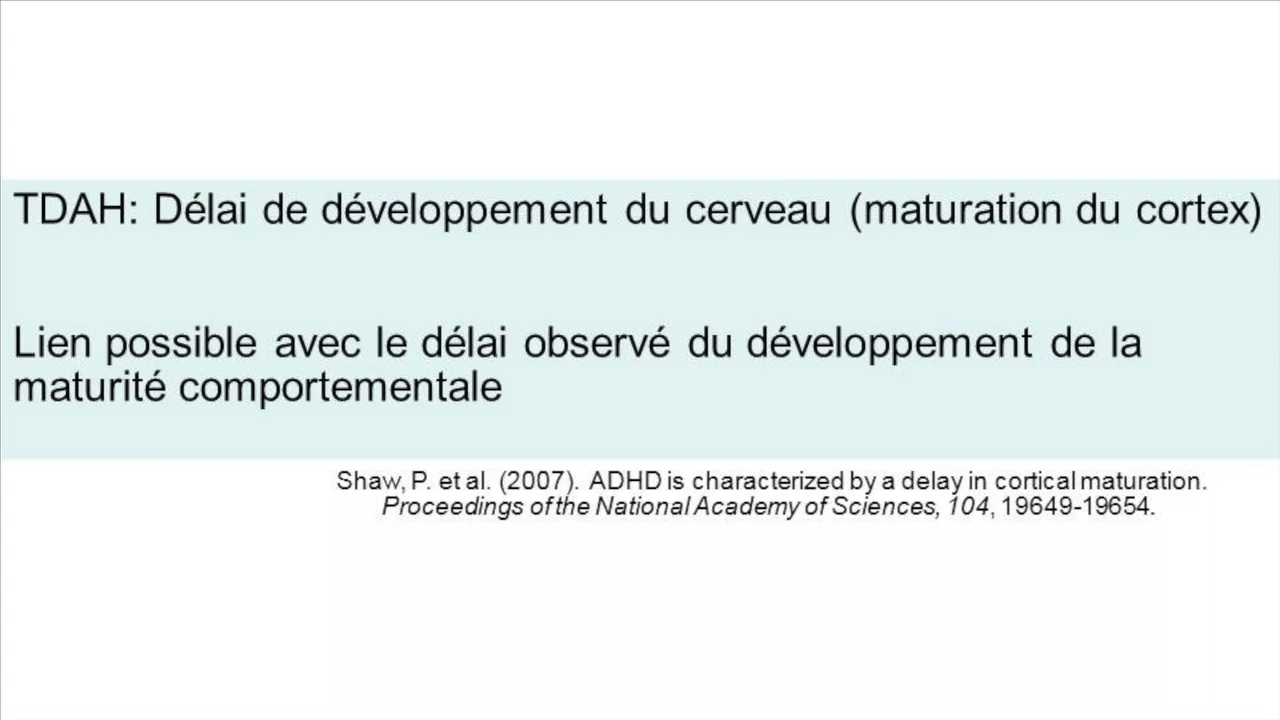 TDAH: Délai de développement du cerveau (maturation du cortex)
Lien possible avec le délai observé du développement de la
maturité comportementale
Shaw, P. et al. (2007). ADHD is characterized by a delay in cortical maturation.
Proceedings of the National Academy of Sciences, 104, 19649-19654.